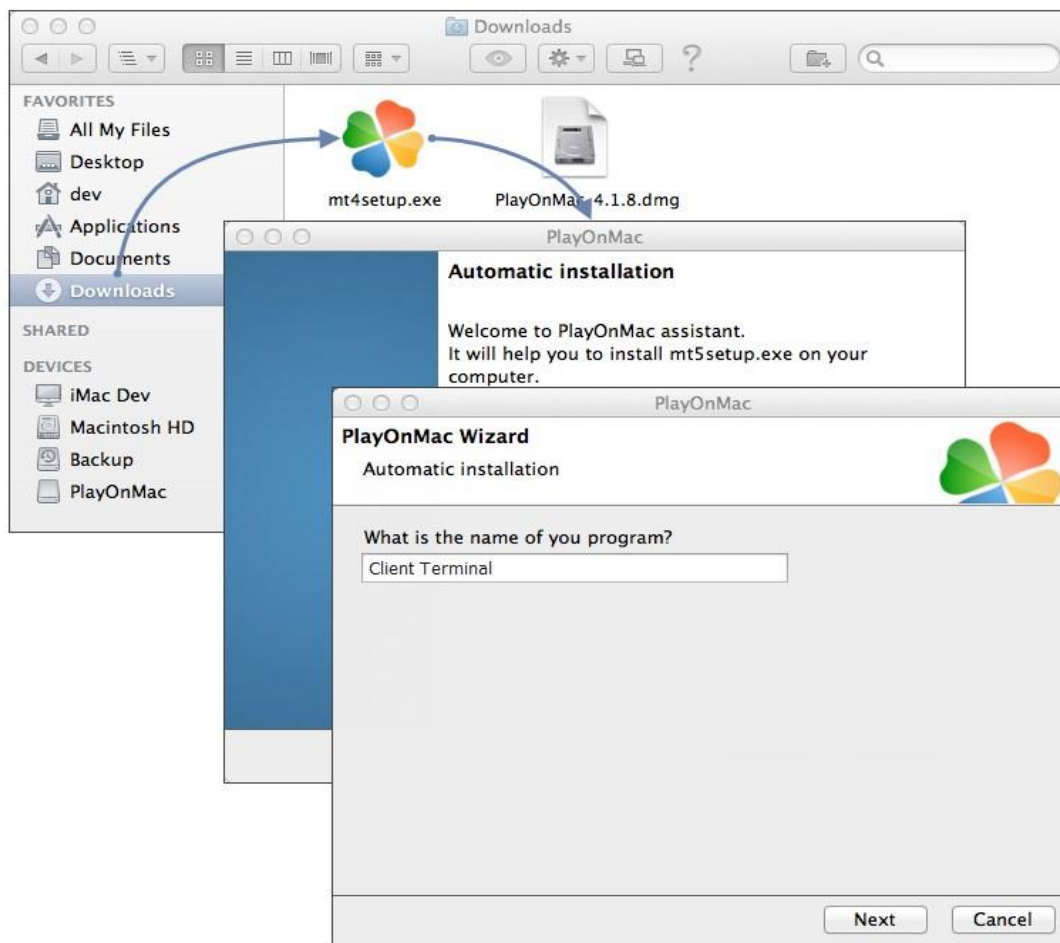 Downloads
FAVORITES
All My Files
Desktop
dev
Applications
Documents
Downloads
SHARED
DEVICES
iMac Dev
Macintosh HD
Backup
PlayOnMac
mt4setup.exe
PlayOnMac_4.1.8.dmg
PlayOnMac
Automatic installation
Welcome to PlayOnMac assistant.
It will help you to install mt5setup.exe on your
computer.
PlayOnMac
PlayOnMac Wizard
Automatic installation
What is the name of you program?
Client Terminal
Next
Cancel